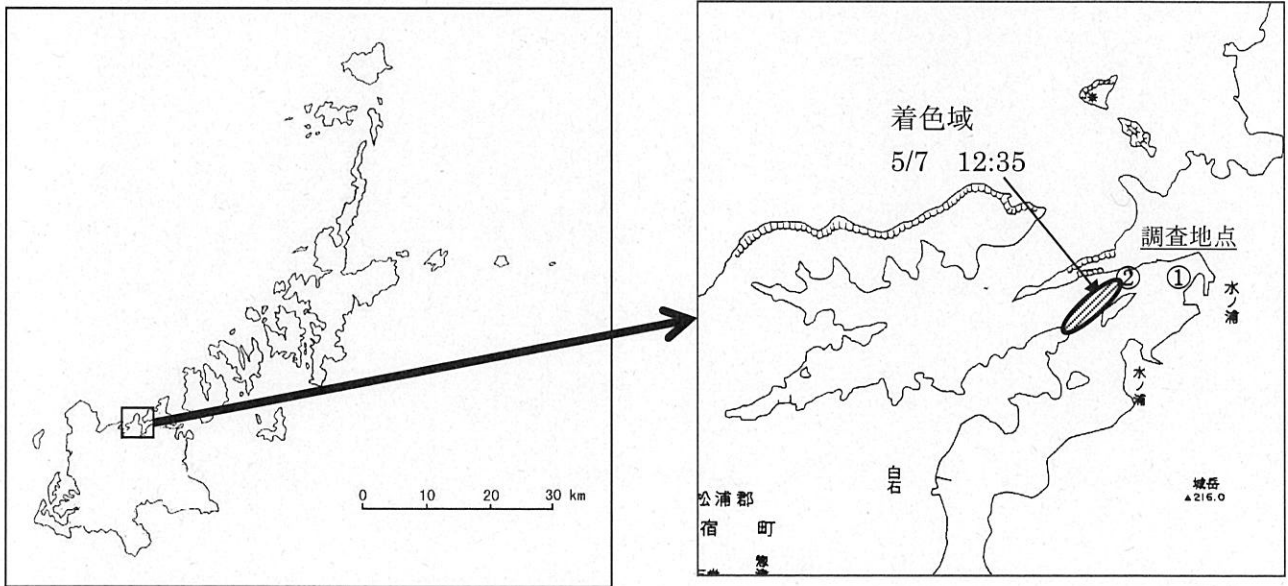 0 10 20 30 km
着色域
5/7 12:35
調査地点
② ①
水ノ浦
水ノ浦
白石
城岳
▲216.0
松浦郡
宿町